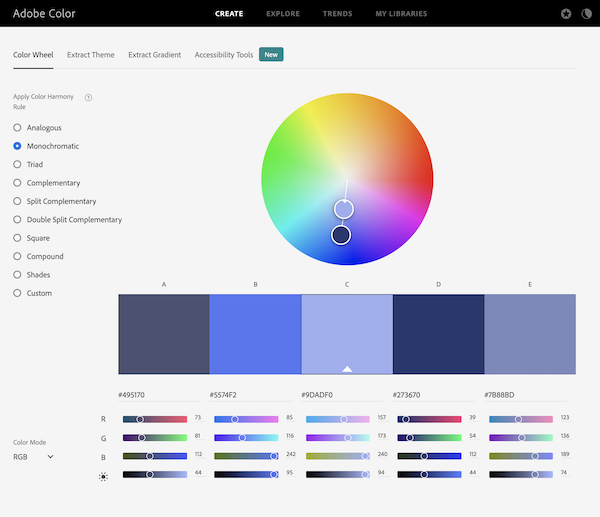 Adobe Color CREATE EXPLORE TRENDS MY LIBRARIES
Color Wheel Extract Theme Extract Gradient Accessibility Tools New
Apply Color Harmony
Rule
Analogous
Monochromatic
Triad
Complementary
Split Complementary
Double Split Complementary
Square
Compound
Shades
Custom
A B C D E
#495170 #5574F2 #9DADF0 #273670 #7B88BD
R 73 85 157 39 123
G 81 116 173 54 136
Color Mode
RGB
B 112 242 240 112 189
44 95 94 44 74